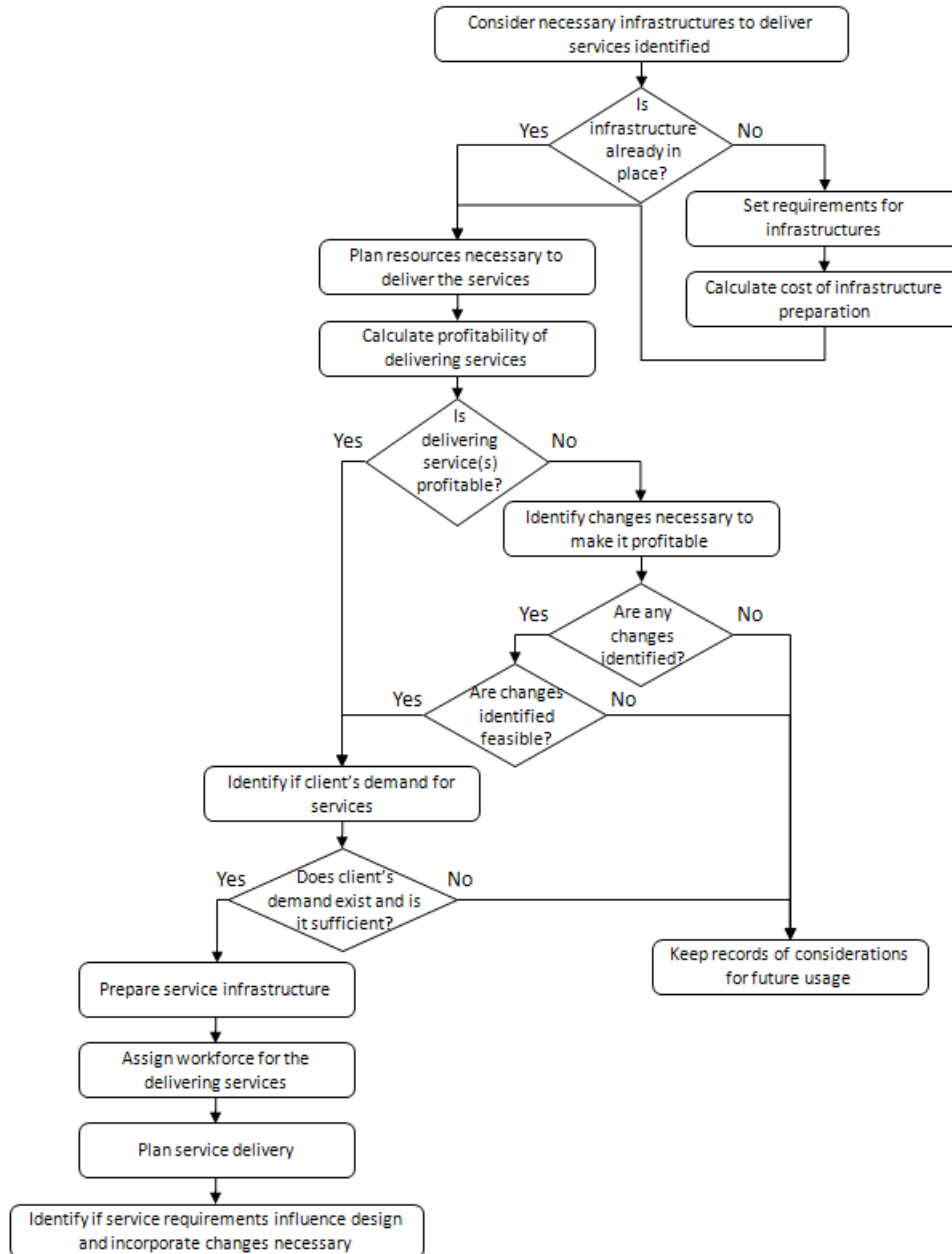 Consider necessary infrastructures to deliver
services identified
Is
infrastructure
already in
place?
Yes
No
Set requirements for
infrastructures
Plan resources necessary to
deliver the services
Calculate cost of infrastructure
preparation
Calculate profitability of
delivering services
Is
delivering
service(s)
profitable?
Yes
No
Identify changes necessary to
make it profitable
Are any
changes
identified?
Yes
No
Are changes
identified
feasible?
Yes
No
Identify if client's demand for
services
Does client's
demand exist and is
it sufficient?
Yes
No
Keep records of considerations
for future usage
Prepare service infrastructure
Assign workforce for the
delivering services
Plan service delivery
Identify if service requirements influence design
and incorporate changes necessary